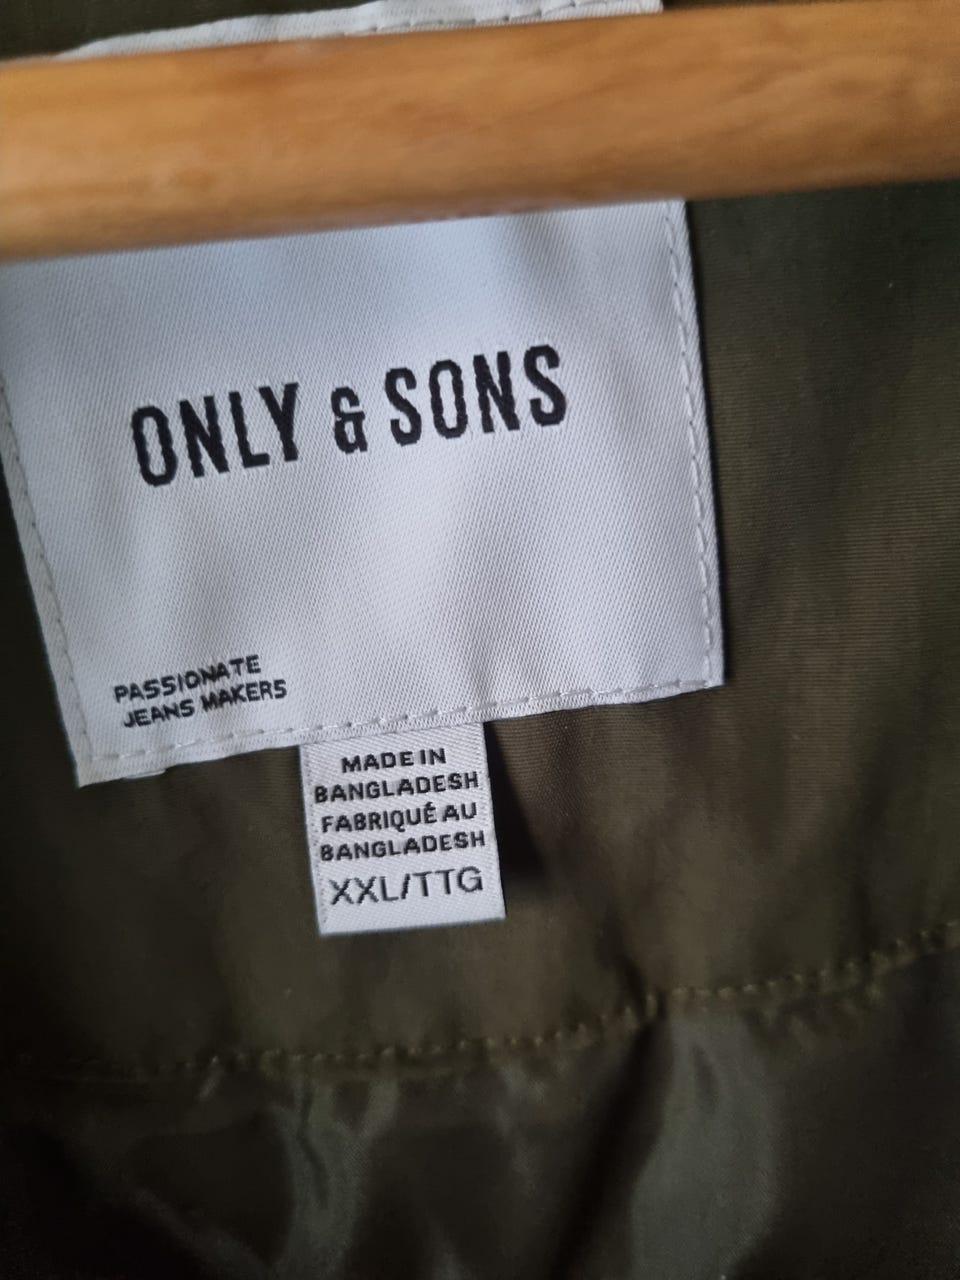 ONLY & SONS
PASSIONATE
JEANS MAKERS
MADE IN
BANGLADESH
FABRIQUÉ AU
BANGLADESH
XXL/TTG